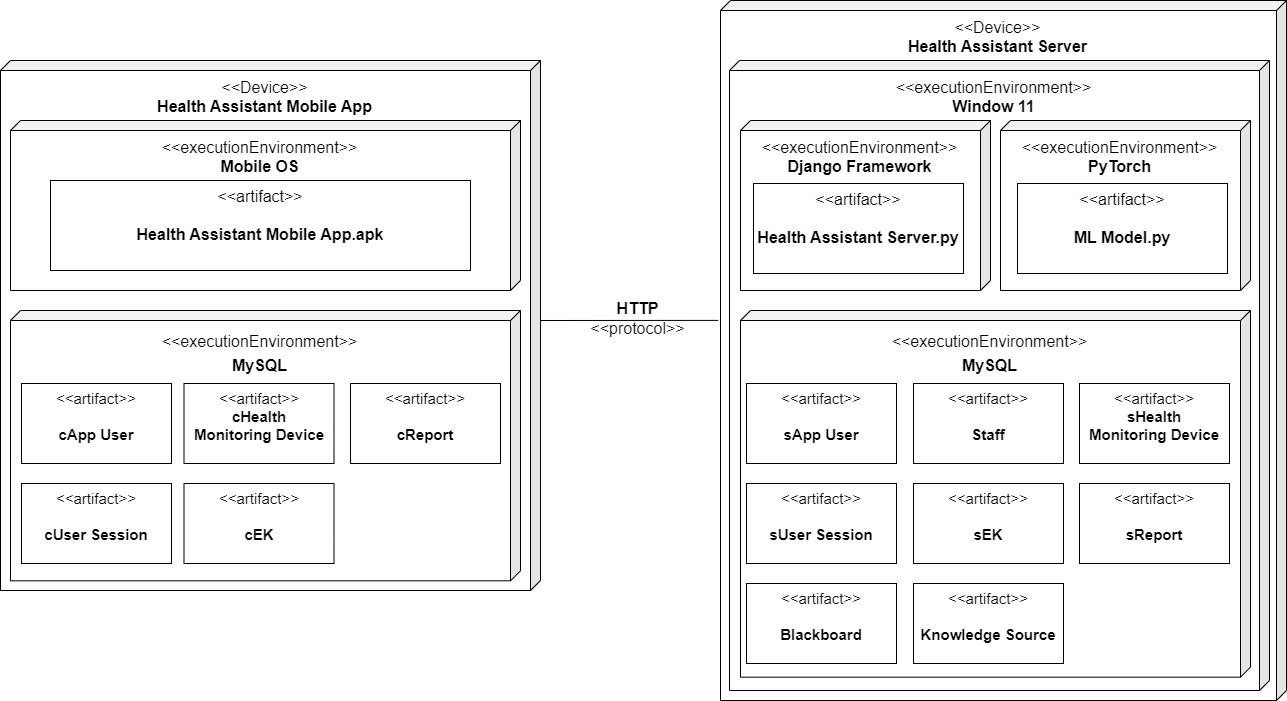 <<Device>>
Health Assistant Mobile App
<<executionEnvironment>>
Mobile OS
<<artifact>>
Health Assistant Mobile App.apk
<<executionEnvironment>>
MySQL
<<artifact>>
cApp User
<<artifact>>
cHealth
Monitoring Device
<<artifact>>
cReport
<<artifact>>
cUser Session
<<artifact>>
cEK
HTTP
<<protocol>>
<<Device>>
Health Assistant Server
<<executionEnvironment>>
Window 11
<<executionEnvironment>>
Django Framework
<<artifact>>
Health Assistant Server.py
<<executionEnvironment>>
PyTorch
<<artifact>>
ML Model.py
<<executionEnvironment>>
MySQL
<<artifact>>
sApp User
<<artifact>>
Staff
<<artifact>>
sHealth
Monitoring Device
<<artifact>>
sUser Session
<<artifact>>
sEK
<<artifact>>
sReport
<<artifact>>
Blackboard
<<artifact>>
Knowledge Source